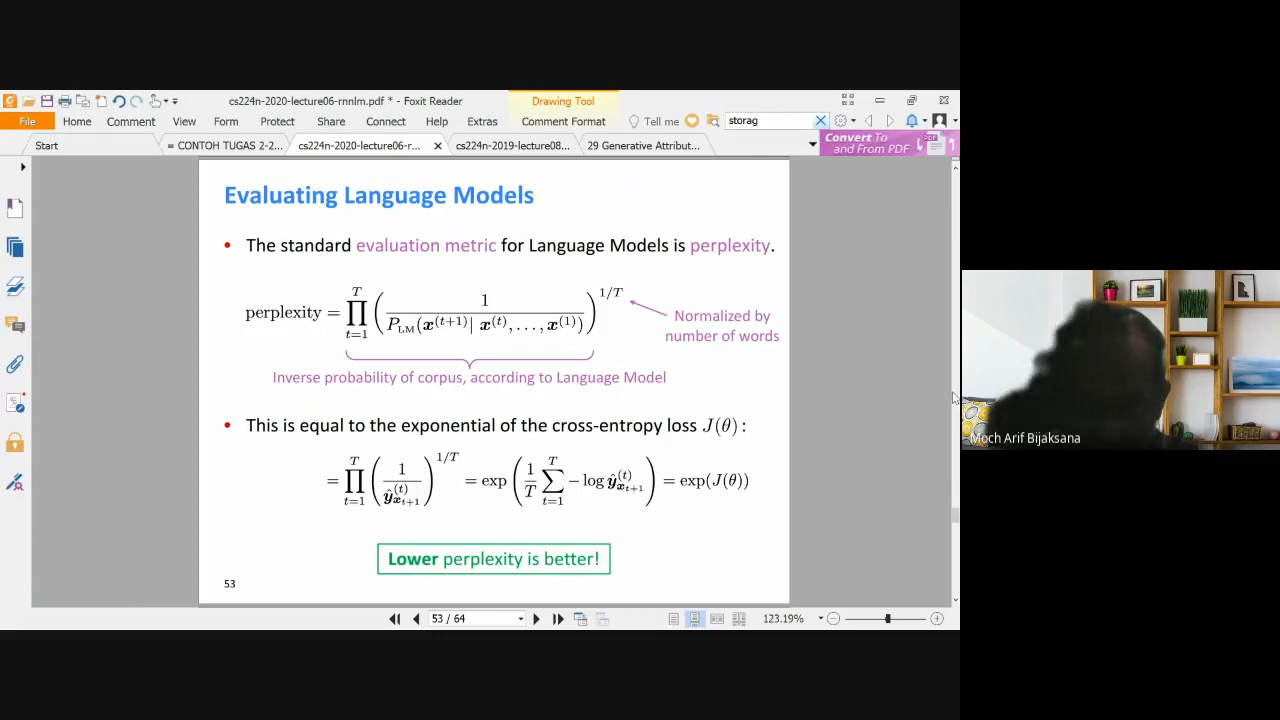 cs224n-2020-lecture06-rnnlm.pdf * - Foxit Reader
Drawing Tool
File Home Comment View Form Protect Share Connect Help Extras Comment Format Tell me storag
Start = CONTOH TUGAS 2-2... cs224n-2020-lecture06-r... cs224n-2019-lecture08... 29 Generative Attribut...
Convert To
and From PDF
PDF
Evaluating Language Models
• The standard evaluation metric for Language Models is perplexity.
perplexity = ∏_{t=1}^{T} ( 1 / P_LM(x^(t+1) | x^(t), . . . , x^(1)) )^{1/T}
Normalized by
number of words
Inverse probability of corpus, according to Language Model
• This is equal to the exponential of the cross-entropy loss J(θ) :
= ∏_{t=1}^{T} ( 1 / ŷ^(t)_{x_{t+1}} )^{1/T} = exp ( 1/T ∑_{t=1}^{T} − log ŷ^(t)_{x_{t+1}} ) = exp(J(θ))
Lower perplexity is better!
53
53 / 64
123.19%
Moch Arif Bijaksana